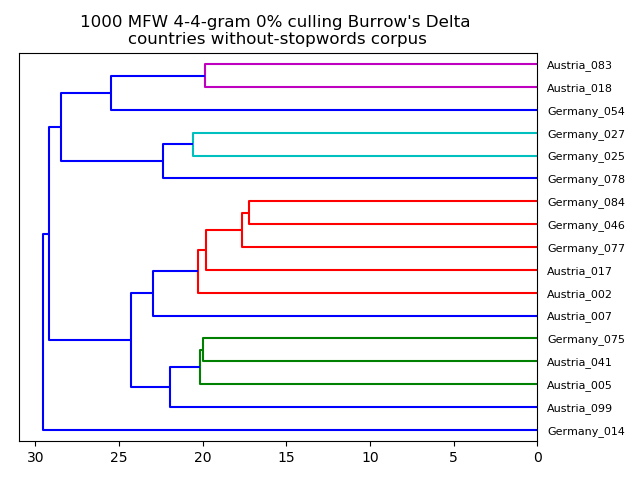 1000 MFW 4-4-gram 0% culling Burrow's Delta
countries without-stopwords corpus
Austria_083
Austria_018
Germany_054
Germany_027
Germany_025
Germany_078
Germany_084
Germany_046
Germany_077
Austria_017
Austria_002
Austria_007
Germany_075
Austria_041
Austria_005
Austria_099
Germany_014
30 25 20 15 10 5 0